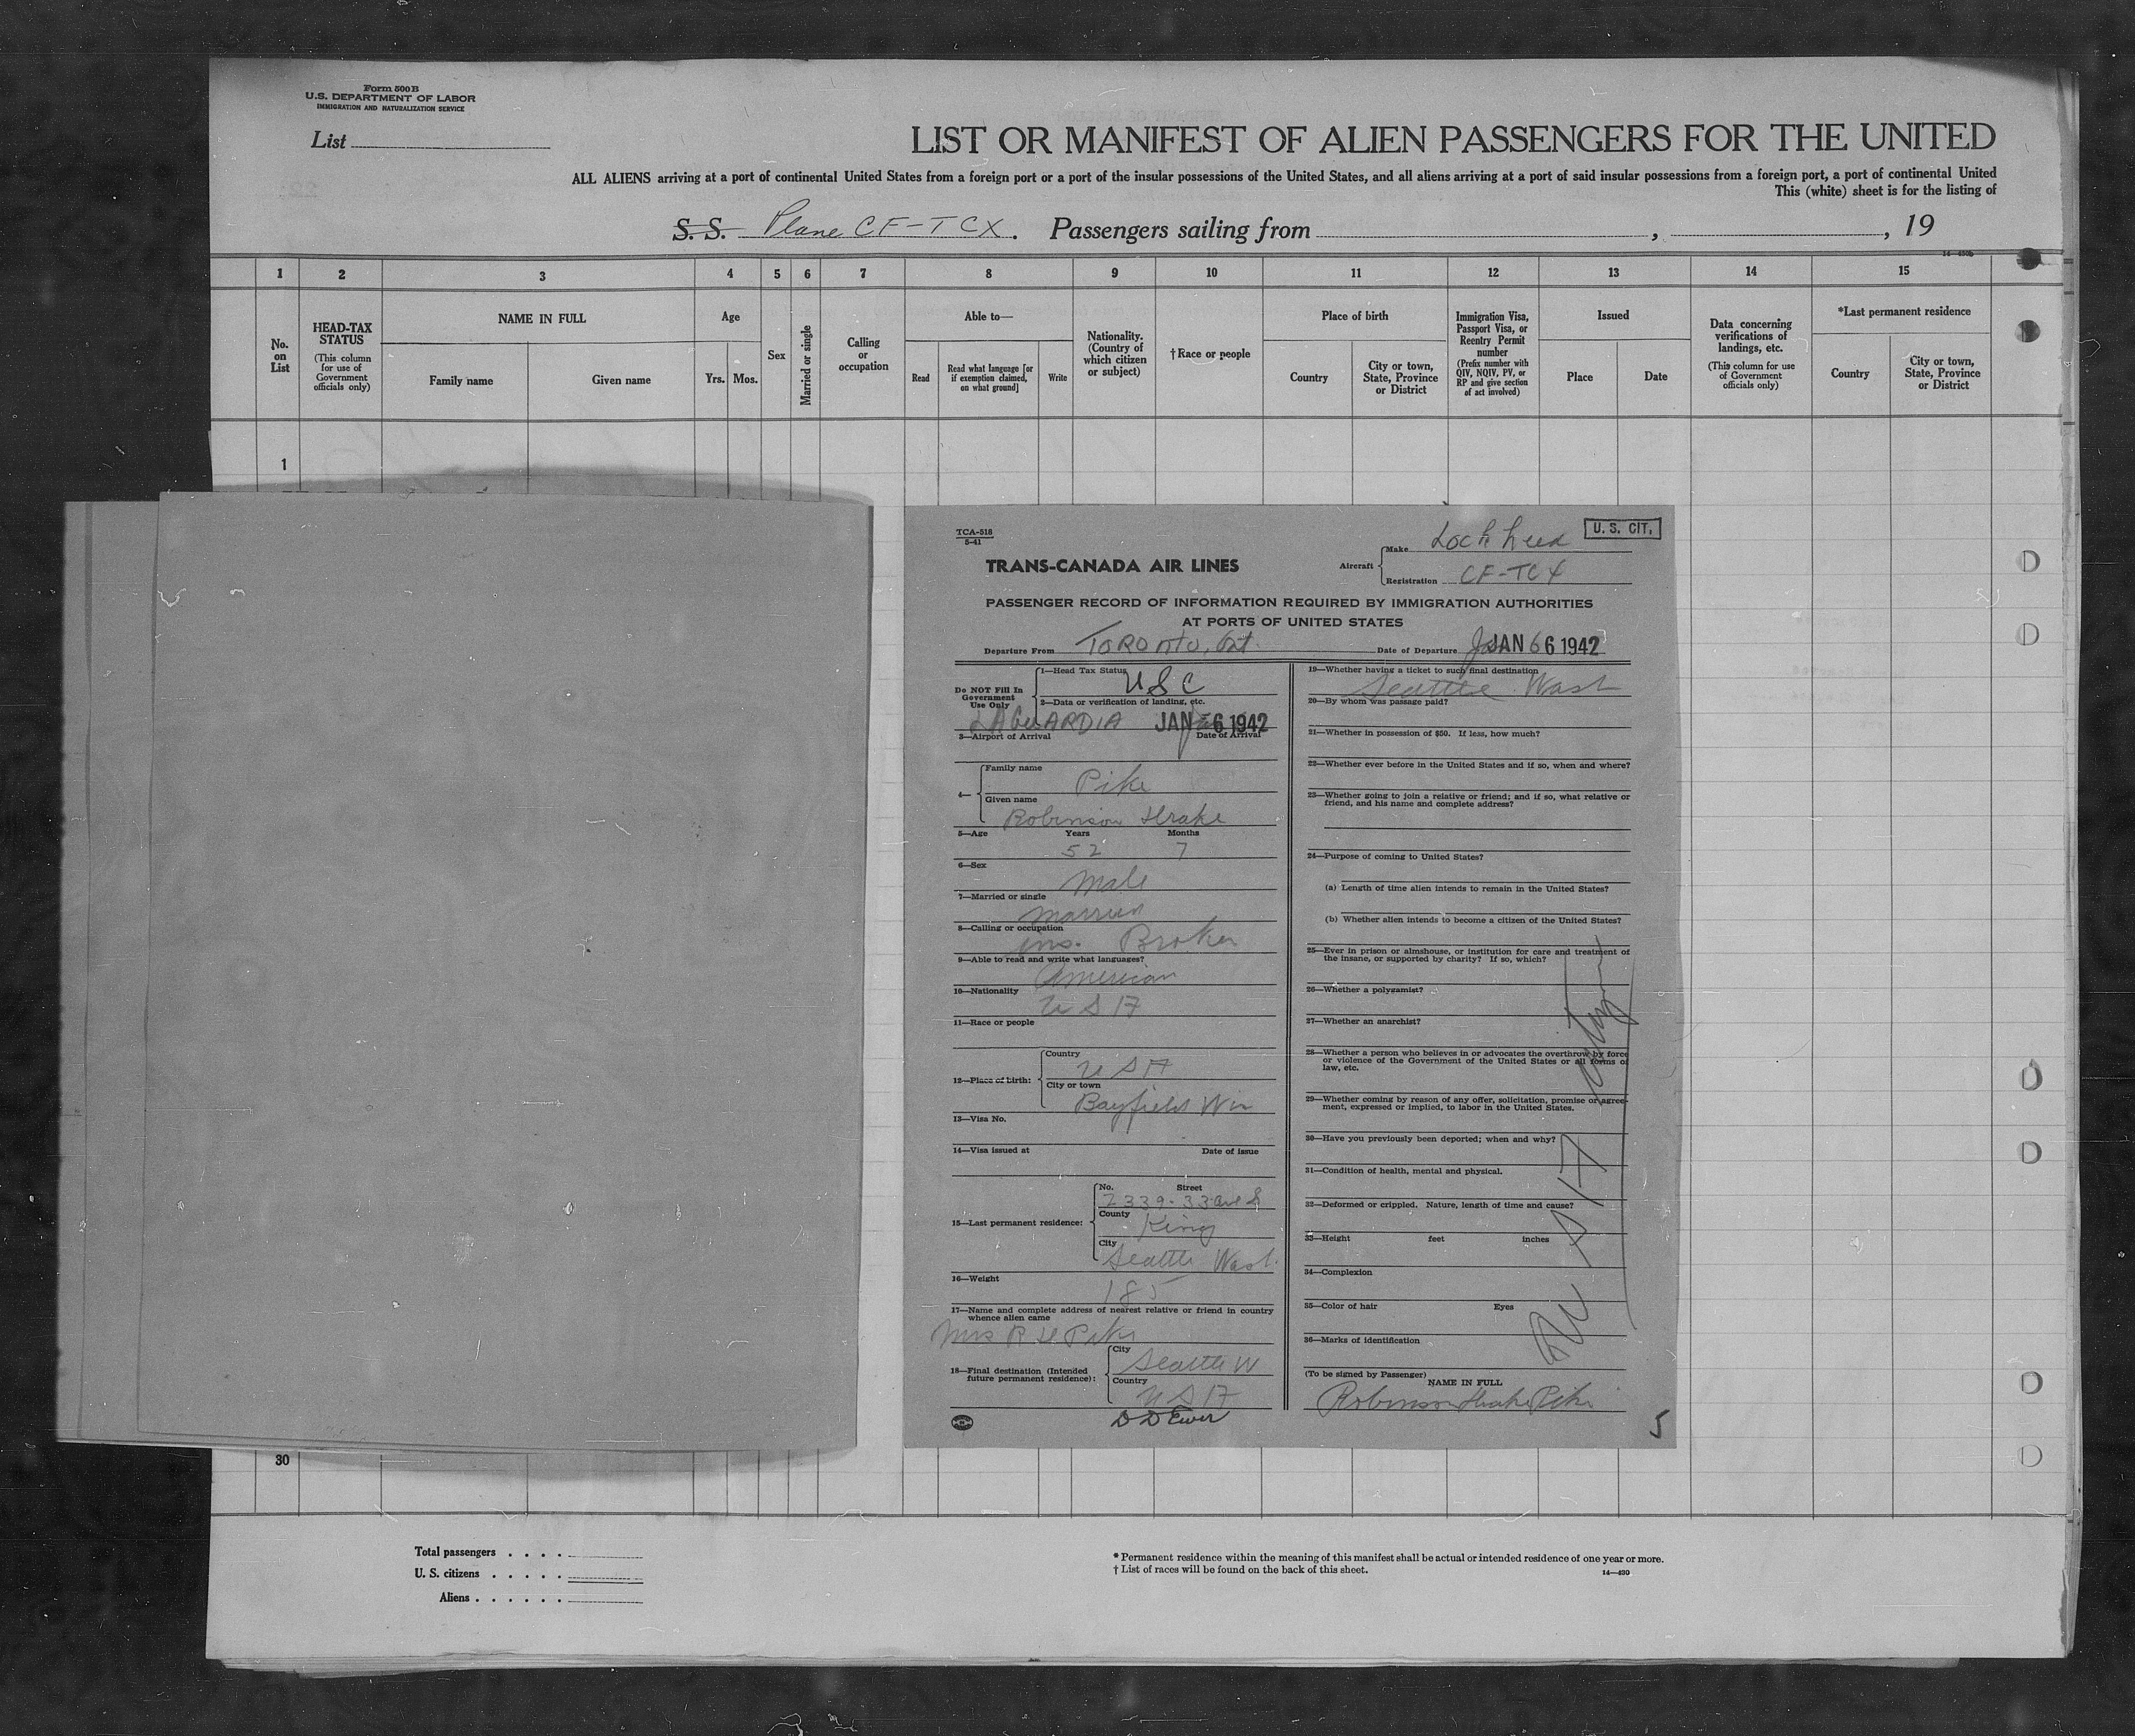 Form 500 B
U.S. DEPARTMENT OF LABOR
IMMIGRATION AND NATURALIZATION SERVICE
List
LIST OR MANIFEST OF ALIEN PASSENGERS FOR THE UNITED
ALL ALIENS arriving at a port of continental United States from a foreign port or a port of the insular possessions of the United States, and all aliens arriving at a port of said insular possessions from a foreign port, a port of continental United
This (white) sheet is for the listing of
S. S. Plane CF-TCX. Passengers sailing from , , 19
1 2 3 4 5 6 7 8 9 10 11 12 13 14 15
No. on List
HEAD-TAX STATUS
(This column for use of Government officials only)
NAME IN FULL
Family name
Given name
Age
Yrs.
Mos.
Sex
Married or single
Calling or occupation
Able to—
Read
Read what language [or if exemption claimed, on what ground]
Write
Nationality. (Country of which citizen or subject)
† Race or people
Place of birth
Country
City or town, State, Province or District
Immigration Visa, Passport Visa, or Reentry Permit number
(Prefix number with QIV, NQIV, PV, or RP and give section of act involved)
Issued
Place
Date
Data concerning verifications of landings, etc.
(This column for use of Government officials only)
*Last permanent residence
Country
City or town, State, Province or District
1
TCA-518
5-41
TRANS-CANADA AIR LINES
Aircraft
Make Lockheed
Registration CF-TCX
U. S. CIT.
PASSENGER RECORD OF INFORMATION REQUIRED BY IMMIGRATION AUTHORITIES
AT PORTS OF UNITED STATES
Departure From Toronto, Ont. Date of Departure JAN 6 1942
Do NOT Fill In Government Use Only
1—Head Tax Status USC
2—Data or verification of landing, etc.
LAGUARDIA JAN 6 1942
3—Airport of Arrival Date of Arrival
4—
Family name
Pike
Given name
Robinson Drake
5—Age Years Months
52 7
6—Sex
Male
7—Married or single
Married
8—Calling or occupation
Ins. Broker
9—Able to read and write what languages?
American
10—Nationality
USA
11—Race or people
12—Place of birth:
Country
USA
City or town
Bayfield Wis
13—Visa No.
14—Visa issued at Date of issue
15—Last permanent residence:
No. Street
2339-33 Ave S
County
King
City
Seattle Wash.
16—Weight
185
17—Name and complete address of nearest relative or friend in country
whence alien came
Mrs R D Pike
18—Final destination (Intended future permanent residence):
City
Seattle W
Country
USA
19—Whether having a ticket to such final destination
Seattle Wash
20—By whom was passage paid?
21—Whether in possession of $50. If less, how much?
22—Whether ever before in the United States and if so, when and where?
23—Whether going to join a relative or friend; and if so, what relative or
friend, and his name and complete address?
24—Purpose of coming to United States?
(a) Length of time alien intends to remain in the United States?
(b) Whether alien intends to become a citizen of the United States?
25—Ever in prison or almshouse, or institution for care and treatment of
the insane, or supported by charity? If so, which?
26—Whether a polygamist?
27—Whether an anarchist?
28—Whether a person who believes in or advocates the overthrow by force
or violence of the Government of the United States or all forms of
law, etc.
29—Whether coming by reason of any offer, solicitation, promise or agree-
ment, expressed or implied, to labor in the United States.
30—Have you previously been deported; when and why?
31—Condition of health, mental and physical.
32—Deformed or crippled. Nature, length of time and cause?
33—Height feet inches
34—Complexion
35—Color of hair Eyes
36—Marks of identification
(To be signed by Passenger)
NAME IN FULL
Robinson Drake Pike
5
30
Total passengers
U. S. citizens
Aliens
* Permanent residence within the meaning of this manifest shall be actual or intended residence of one year or more.
† List of races will be found on the back of this sheet.
14—430